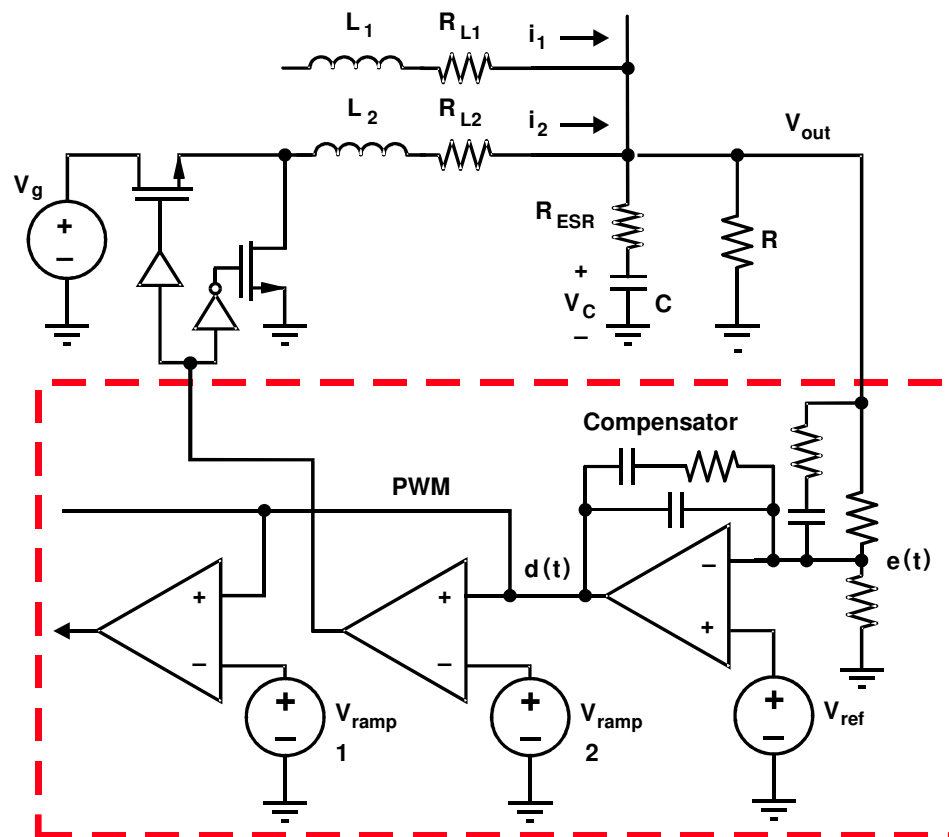 L1 RL1 i1
L2 RL2 i2 Vout
Vg + −
RESR R
+ VC − C
Compensator
PWM
d(t) − e(t)
+ + +
− −
+ − Vramp 1
+ − Vramp 2
+ − Vref